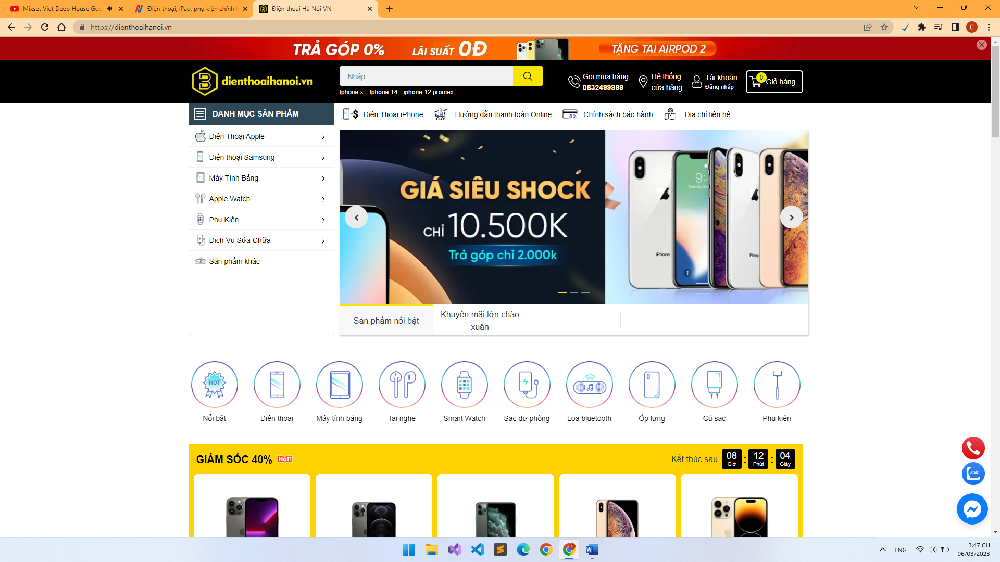 Mixset Viet Deep House Goc
Điện thoại, iPad, phụ kiện chính h
Điện thoại Hà Nội VN
https://dienthoaihanoi.vn
C
TRẢ GÓP 0%
LÃI SUẤT 0Đ
TẶNG TAI AIRPOD 2
dienthoaihanoi.vn
Nhập
Iphone x Iphone 14 iphone 12 promax
Gọi mua hàng
0832499999
Hệ thống
cửa hàng
Tài khoản
Đăng nhập
0
Giỏ hàng
DANH MỤC SẢN PHẨM
Điện Thoại iPhone
Hướng dẫn thanh toán Online
0%
Chính sách bảo hành
Địa chỉ liên hệ
Điện Thoại Apple
Điện thoại Samsung
Máy Tính Bảng
Apple Watch
Phụ Kiện
Dịch Vụ Sửa Chữa
Sản phẩm khác
GIÁ SIÊU SHOCK
CHỈ 10.500K
Trả góp chỉ 2.000k
iPhone
Sản phẩm nổi bật
Khuyến mãi lớn chào
xuân
HOT
Nổi bật
Điện thoại
Máy tính bảng
Tai nghe
Smart Watch
Sạc dự phòng
Loa bluetooth
Ốp lưng
Củ sạc
Phụ kiện
GIẢM SỐC 40% HOT!
Kết thúc sau
08 : 12 : 04
Giờ Phút Giây
Zalo
ENG
3:47 CH
06/03/2023